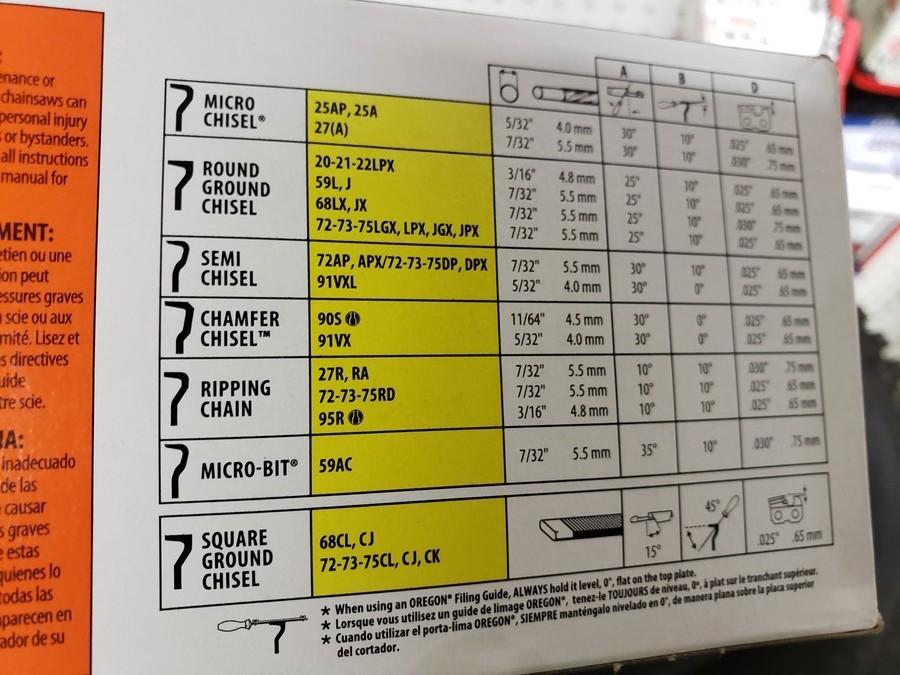 :
enance or
chainsaws can
personal injury
s or bystanders.
all instructions
manual for
MENT:
etien ou une
ion peut
essures graves
a scie ou aux
mité. Lisez et
s directives
uide
tre scie.
IA:
inadecuado
de las
causar
s graves
e estas
quienes lo
todas las
aparecen en
ador de su
A B D
MICRO CHISEL®
25AP, 25A 5/32" 4.0 mm 30° 10° .025" .65 mm
27(A) 7/32" 5.5 mm 30° 10° .030" .75 mm
ROUND GROUND CHISEL
20-21-22LPX 3/16" 4.8 mm 25° 10° .025" .65 mm
59L, J 7/32" 5.5 mm 25° 10° .025" .65 mm
68LX, JX 7/32" 5.5 mm 25° 10° .030" .75 mm
72-73-75LGX, LPX, JGX, JPX 7/32" 5.5 mm 25° 10° .025" .65 mm
SEMI CHISEL
72AP, APX/72-73-75DP, DPX 7/32" 5.5 mm 30° 10° .025" .65 mm
91VXL 5/32" 4.0 mm 30° 0° .025" .65 mm
CHAMFER CHISEL™
90S 11/64" 4.5 mm 30° 0° .025" .65 mm
91VX 5/32" 4.0 mm 30° 0° .025" .65 mm
RIPPING CHAIN
27R, RA 7/32" 5.5 mm 10° 10° .030" .75 mm
72-73-75RD 7/32" 5.5 mm 10° 10° .025" .65 mm
95R 3/16" 4.8 mm 10° 10° .025" .65 mm
MICRO-BIT® 59AC 7/32" 5.5 mm 35° 10° .030" .75 mm
SQUARE GROUND CHISEL
68CL, CJ
72-73-75CL, CJ, CK
15° 45° .025" .65 mm
* When using an OREGON® Filing Guide, ALWAYS hold it level, 0°, flat on the top plate.
* Lorsque vous utilisez un guide de limage OREGON®, tenez-le TOUJOURS de niveau, 0°, à plat sur le tranchant supérieur.
* Cuando utilizar el porta-lima OREGON®, SIEMPRE manténgalo nivelado en 0°, de manera plana sobre la placa superior
del cortador.